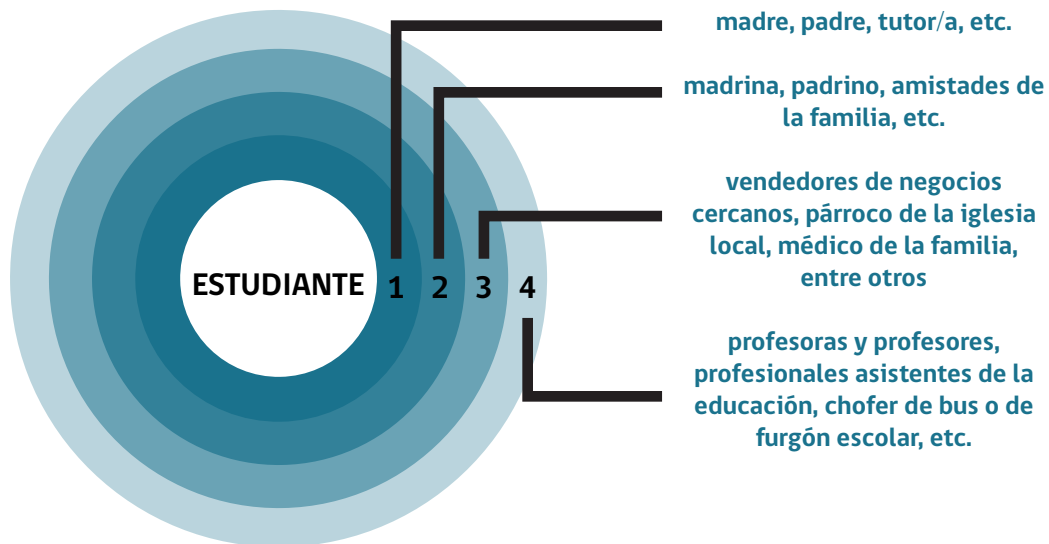 madre, padre, tutor/a, etc.
madrina, padrino, amistades de
la familia, etc.
vendedores de negocios
cercanos, párroco de la iglesia
local, médico de la familia,
entre otros
ESTUDIANTE 1 2 3 4
profesoras y profesores,
profesionales asistentes de la
educación, chofer de bus o de
furgón escolar, etc.